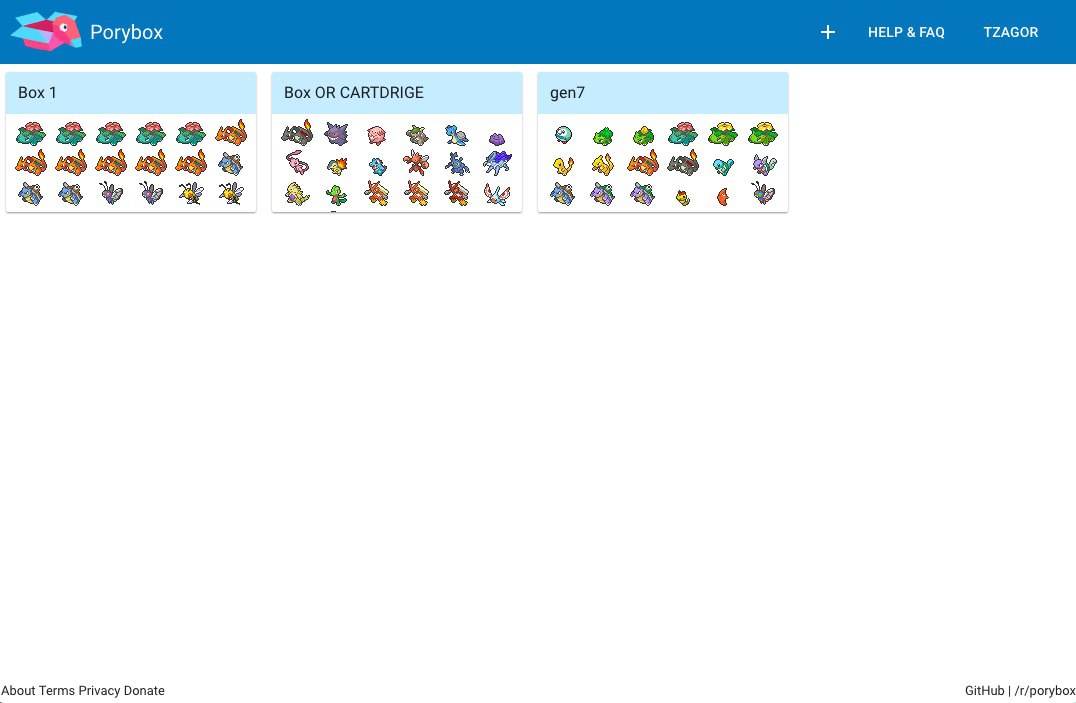 Porybox
+ HELP & FAQ TZAGOR
Box 1
Box OR CARTDRIGE
gen7
About Terms Privacy Donate
GitHub | /r/porybox